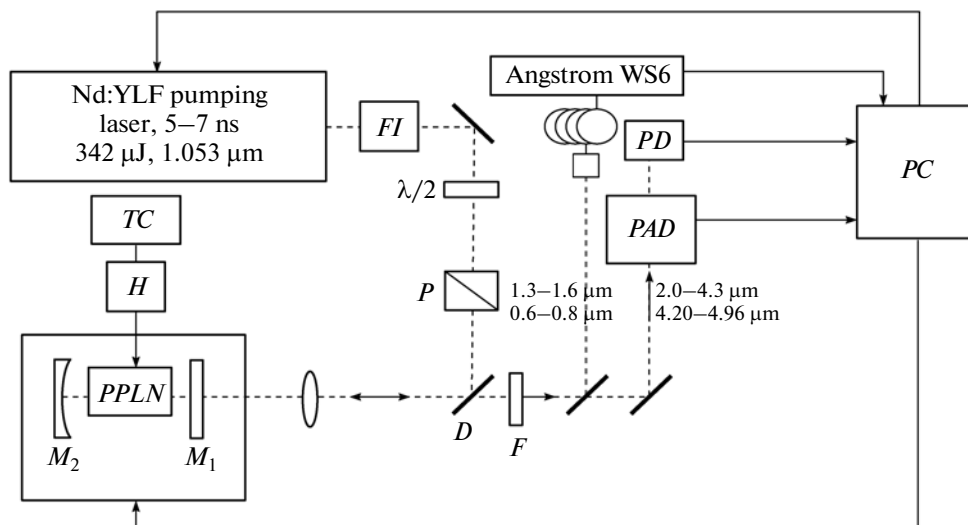 Nd:YLF pumping
laser, 5–7 ns
342 μJ, 1.053 μm
FI
Angstrom WS6
PD
PC
λ/2
TC
PAD
H
P
1.3–1.6 μm
0.6–0.8 μm
2.0–4.3 μm
4.20–4.96 μm
PPLN
M2
M1
D
F